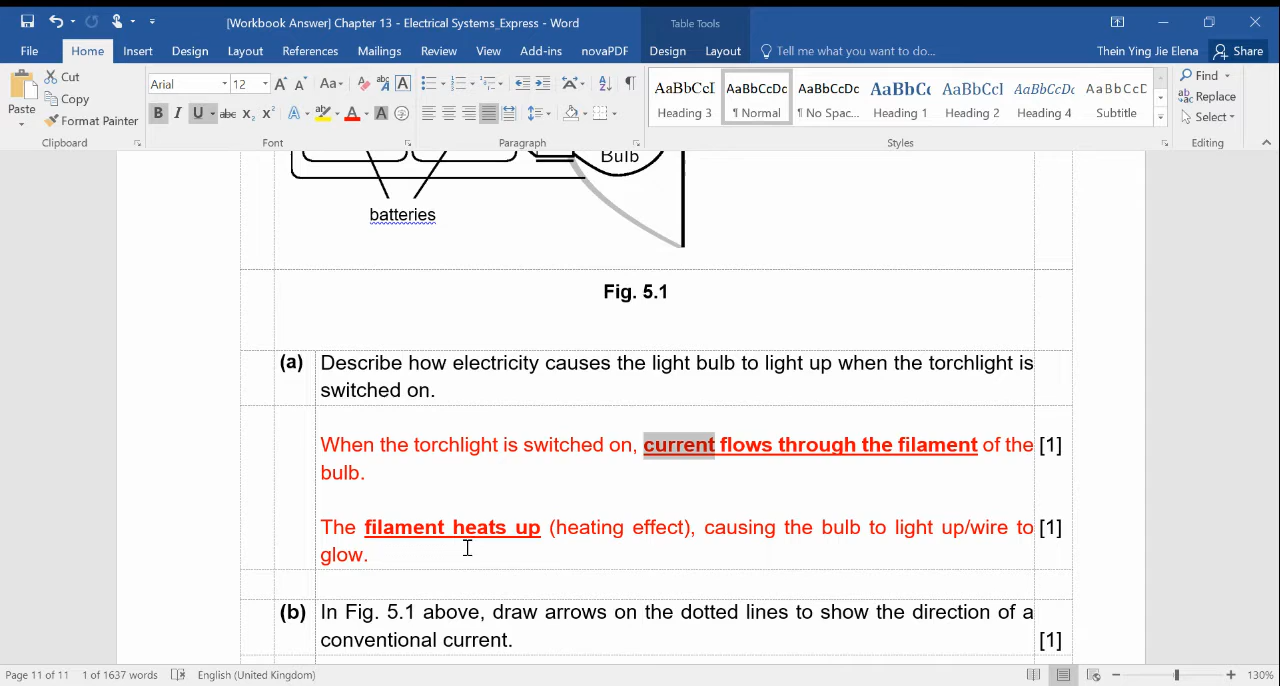 [Workbook Answer] Chapter 13 - Electrical Systems_Express - Word
Table Tools
File Home Insert Design Layout References Mailings Review View Add-ins novaPDF Design Layout Tell me what you want to do... Thein Ying Jie Elena Share
Paste
Cut
Copy
Format Painter
Clipboard
Arial 12
Font
Paragraph
AaBbCcI Heading 3
AaBbCcDc ¶ Normal
AaBbCcDc ¶ No Spac...
AaBbCc Heading 1
AaBbCcDc Heading 2
AaBbCcDc Heading 4
AaBbCcD Subtitle
Styles
Find
Replace
Select
Editing
Bulb
batteries
Fig. 5.1
(a) Describe how electricity causes the light bulb to light up when the torchlight is
switched on.
When the torchlight is switched on, current flows through the filament of the [1]
bulb.
The filament heats up (heating effect), causing the bulb to light up/wire to [1]
glow.
(b) In Fig. 5.1 above, draw arrows on the dotted lines to show the direction of a
conventional current. [1]
Page 11 of 11 1 of 1637 words English (United Kingdom) 130%